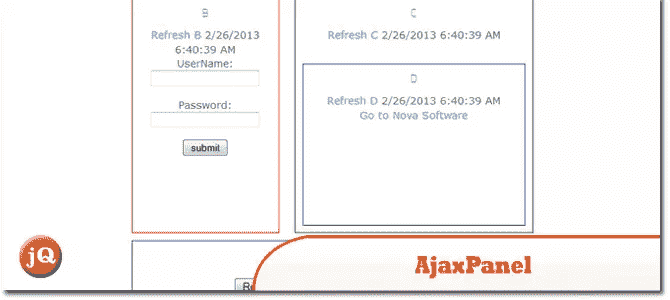 B
Refresh B 2/26/2013
6:40:39 AM
UserName:
Password:
submit
C
Refresh C 2/26/2013 6:40:39 AM
D
Refresh D 2/26/2013 6:40:39 AM
Go to Nova Software
jQ
AjaxPanel